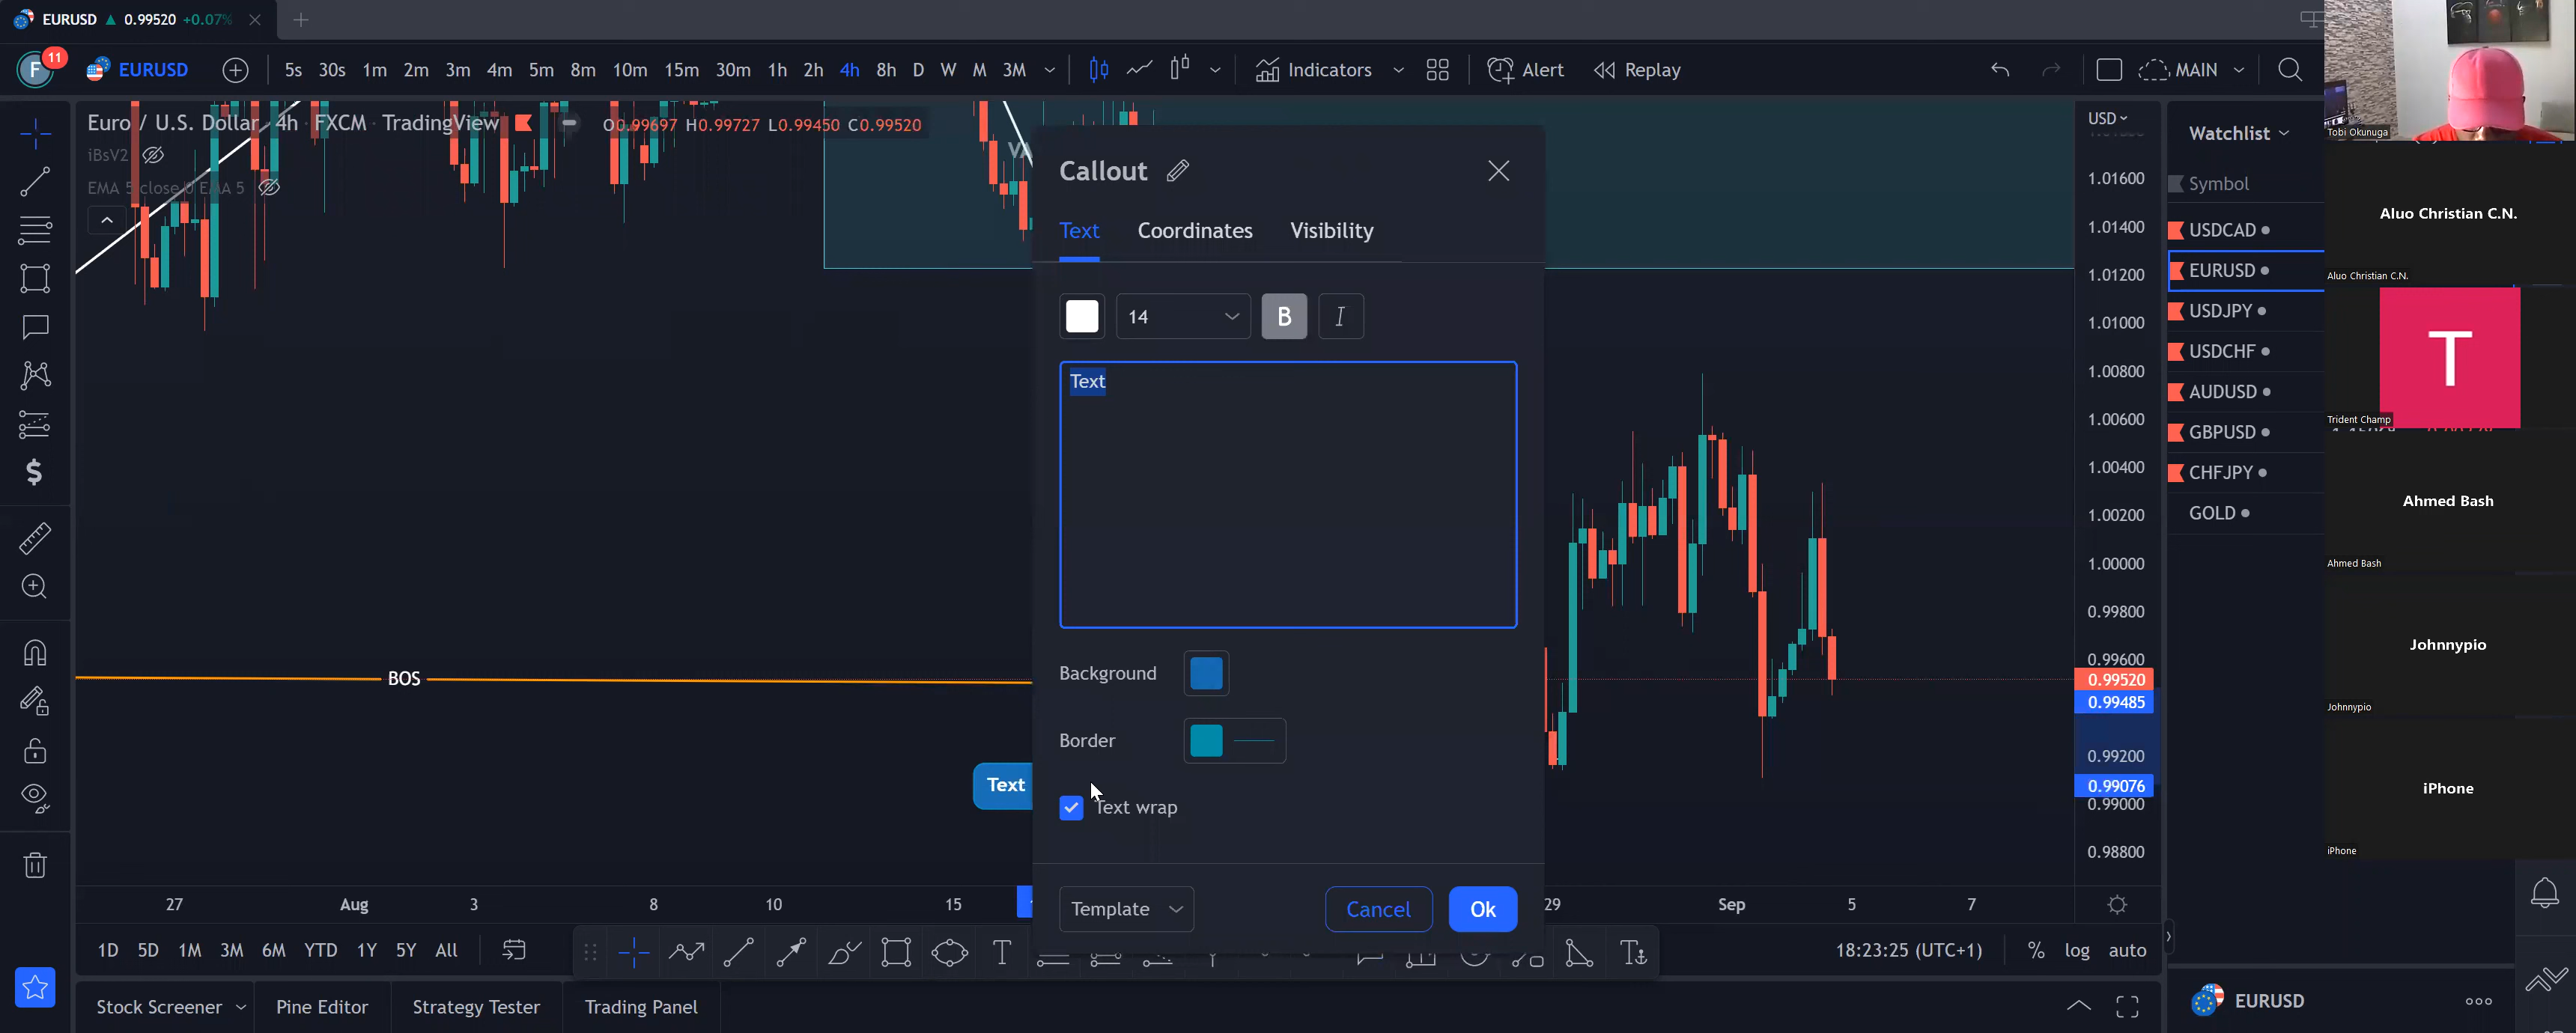 EURUSD ▲ 0.99520 +0.07%
F 11 EURUSD 5s 30s 1m 2m 3m 4m 5m 8m 10m 15m 30m 1h 2h 4h 8h D W M 3M Indicators Alert Replay MAIN
Euro / U.S. Dollar · 4h · FXCM · TradingView O0.99697 H0.99727 L0.99450 C0.99520
iBsV2
EMA 5 close 0 EMA 5
BOS
Text
Callout
Text Coordinates Visibility
14 B I
Text
Background
Border
Text wrap
Template Cancel Ok
USD
1.01600
1.01400
1.01200
1.01000
1.00800
1.00600
1.00400
1.00200
1.00000
0.99800
0.99600
0.99520
0.99485
0.99200
0.99076
0.99000
0.98800
27 Aug 3 8 10 15 29 Sep 5 7
1D 5D 1M 3M 6M YTD 1Y 5Y All
T
18:23:25 (UTC+1) % log auto
Stock Screener Pine Editor Strategy Tester Trading Panel
Watchlist
Symbol
USDCAD
EURUSD
USDJPY
USDCHF
AUDUSD
GBPUSD
CHFJPY
GOLD
EURUSD
Tobi Okunuga
Aluo Christian C.N.
Aluo Christian C.N.
T
Trident Champ
Ahmed Bash
Ahmed Bash
Johnnypio
Johnnypio
iPhone
iPhone